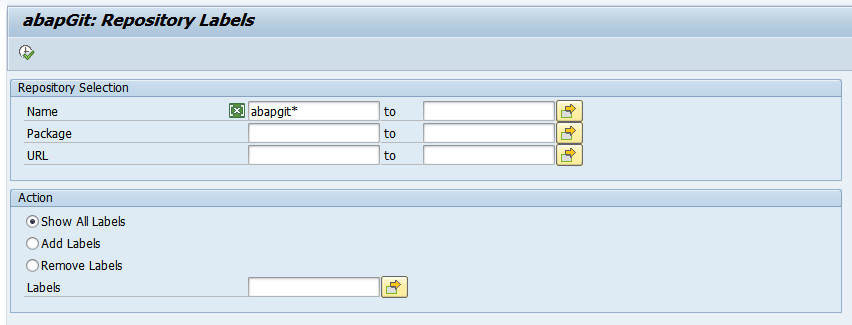 abapGit: Repository Labels
Repository Selection
Name abapgit* to
Package to
URL to
Action
Show All Labels
Add Labels
Remove Labels
Labels